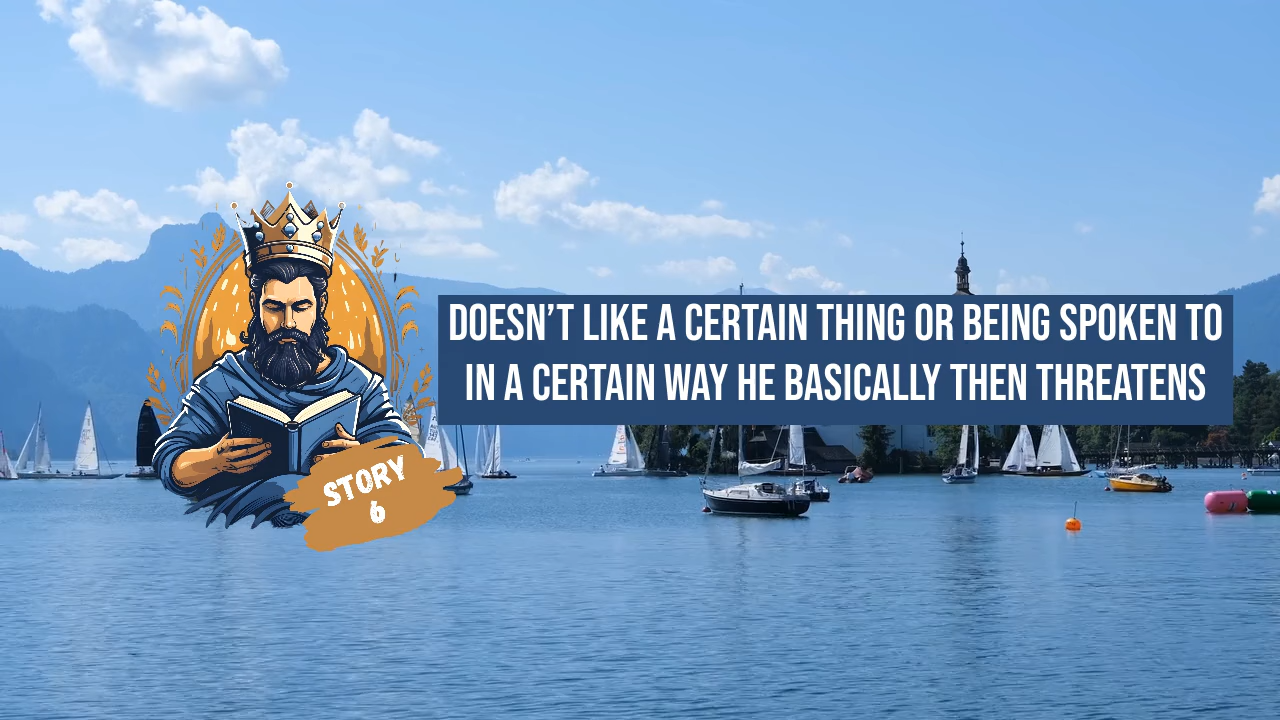 DOESN'T LIKE A CERTAIN THING OR BEING SPOKEN TO
IN A CERTAIN WAY HE BASICALLY THEN THREATENS
STORY
6